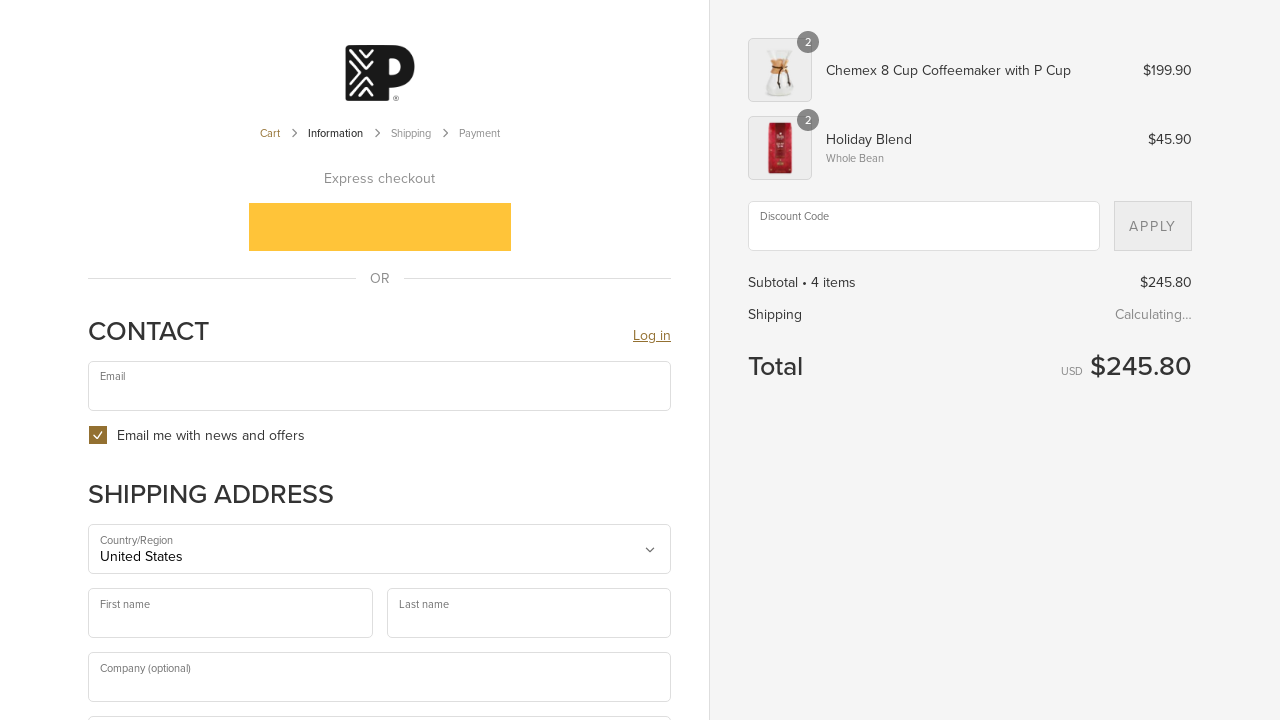 P
®
Cart
Information
Shipping
Payment
Express checkout
OR
CONTACT
Log in
Email
Email me with news and offers
SHIPPING ADDRESS
Country/Region
United States
First name
Last name
Company (optional)
2
Chemex 8 Cup Coffeemaker with P Cup
$199.90
2
Holiday Blend
$45.90
Whole Bean
Discount Code
APPLY
Subtotal • 4 items
$245.80
Shipping
Calculating...
Total
USD $245.80